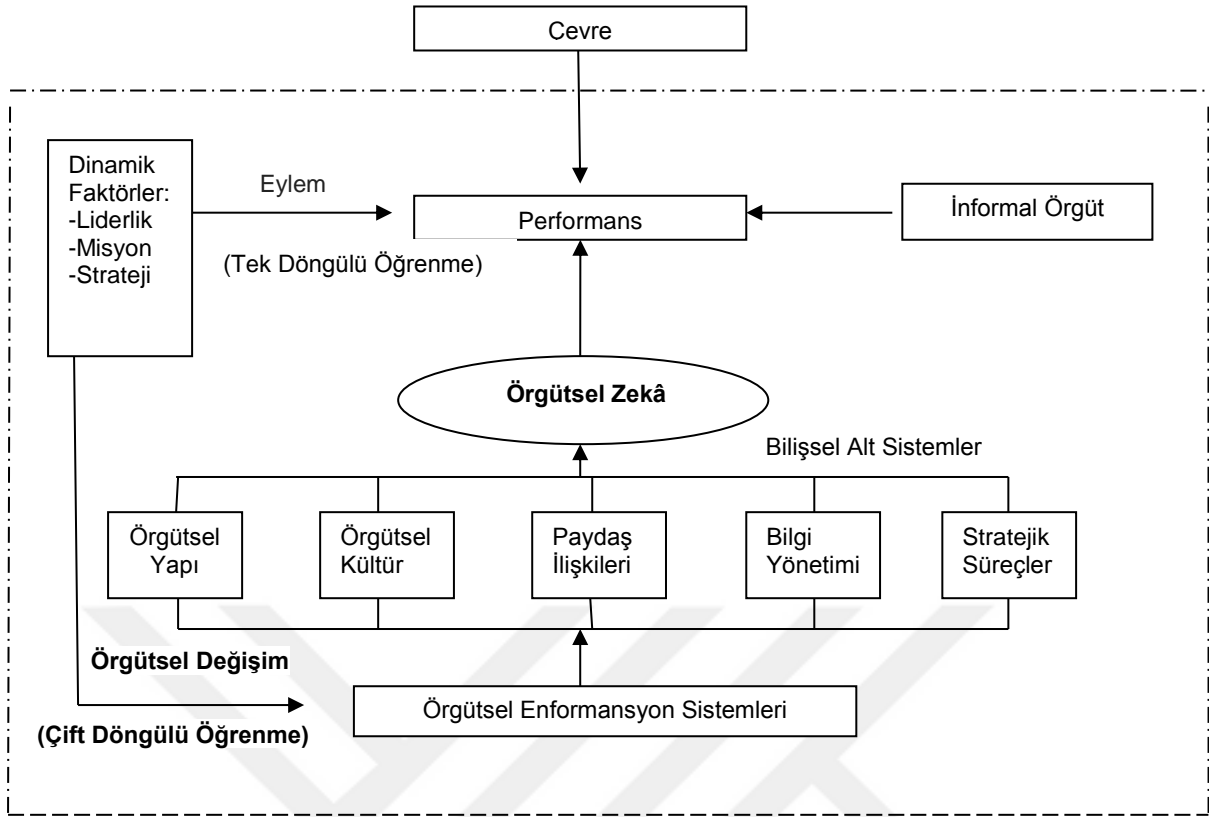 Cevre
Dinamik
Faktörler:
-Liderlik
-Misyon
-Strateji
Eylem
Performans
İnformal Örgüt
(Tek Döngülü Öğrenme)
Örgütsel Zekâ
Bilişsel Alt Sistemler
Örgütsel
Yapı
Örgütsel
Kültür
Paydaş
İlişkileri
Bilgi
Yönetimi
Stratejik
Süreçler
Örgütsel Değişim
(Çift Döngülü Öğrenme)
Örgütsel Enformansyon Sistemleri